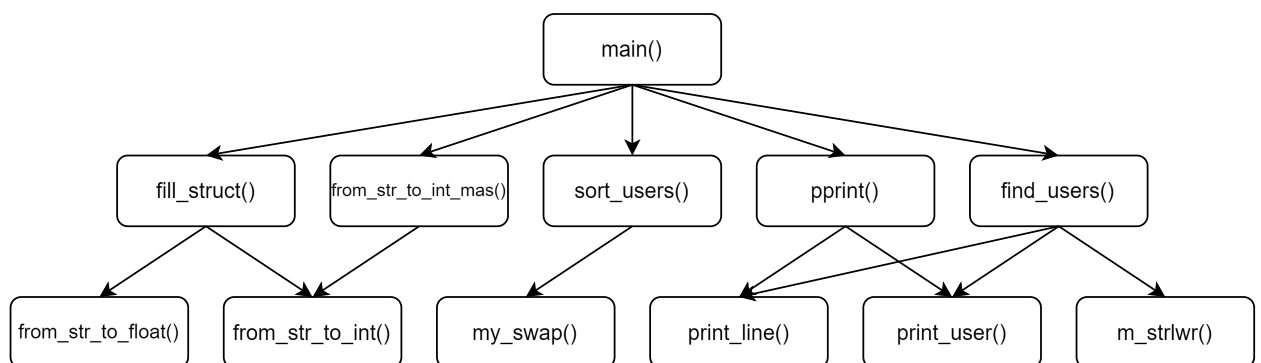 main()
fill_struct()
from_str_to_int_mas()
sort_users()
pprint()
find_users()
from_str_to_float()
from_str_to_int()
my_swap()
print_line()
print_user()
m_strlwr()